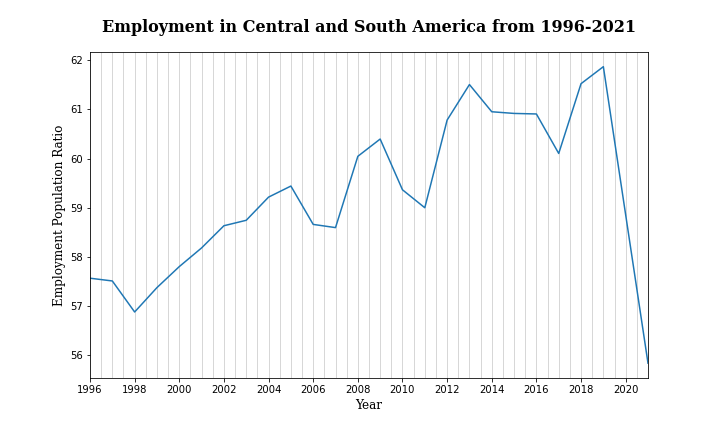 Employment in Central and South America from 1996-2021
62
61
60
59
58
57
56
Employment Population Ratio
1996 1998 2000 2002 2004 2006 2008 2010 2012 2014 2016 2018 2020
Year